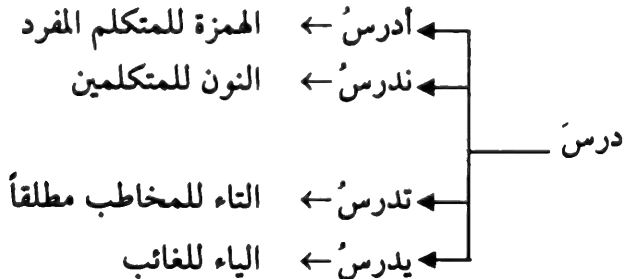 أدرسُ ← الهمزة للمتكلم المفرد
ندرسُ ← النون للمتكلمين
درسَ
تدرسُ ← التاء للمخاطب مطلقاً
يدرسُ ← الياء للغائب